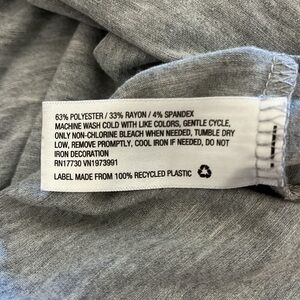 63% POLYESTER / 33% RAYON / 4% SPANDEX
MACHINE WASH COLD WITH LIKE COLORS, GENTLE CYCLE,
ONLY NON-CHLORINE BLEACH WHEN NEEDED, TUMBLE DRY
LOW, REMOVE PROMPTLY, COOL IRON IF NEEDED, DO NOT
IRON DECORATION
RN17730 VN1973991
LABEL MADE FROM 100% RECYCLED PLASTIC